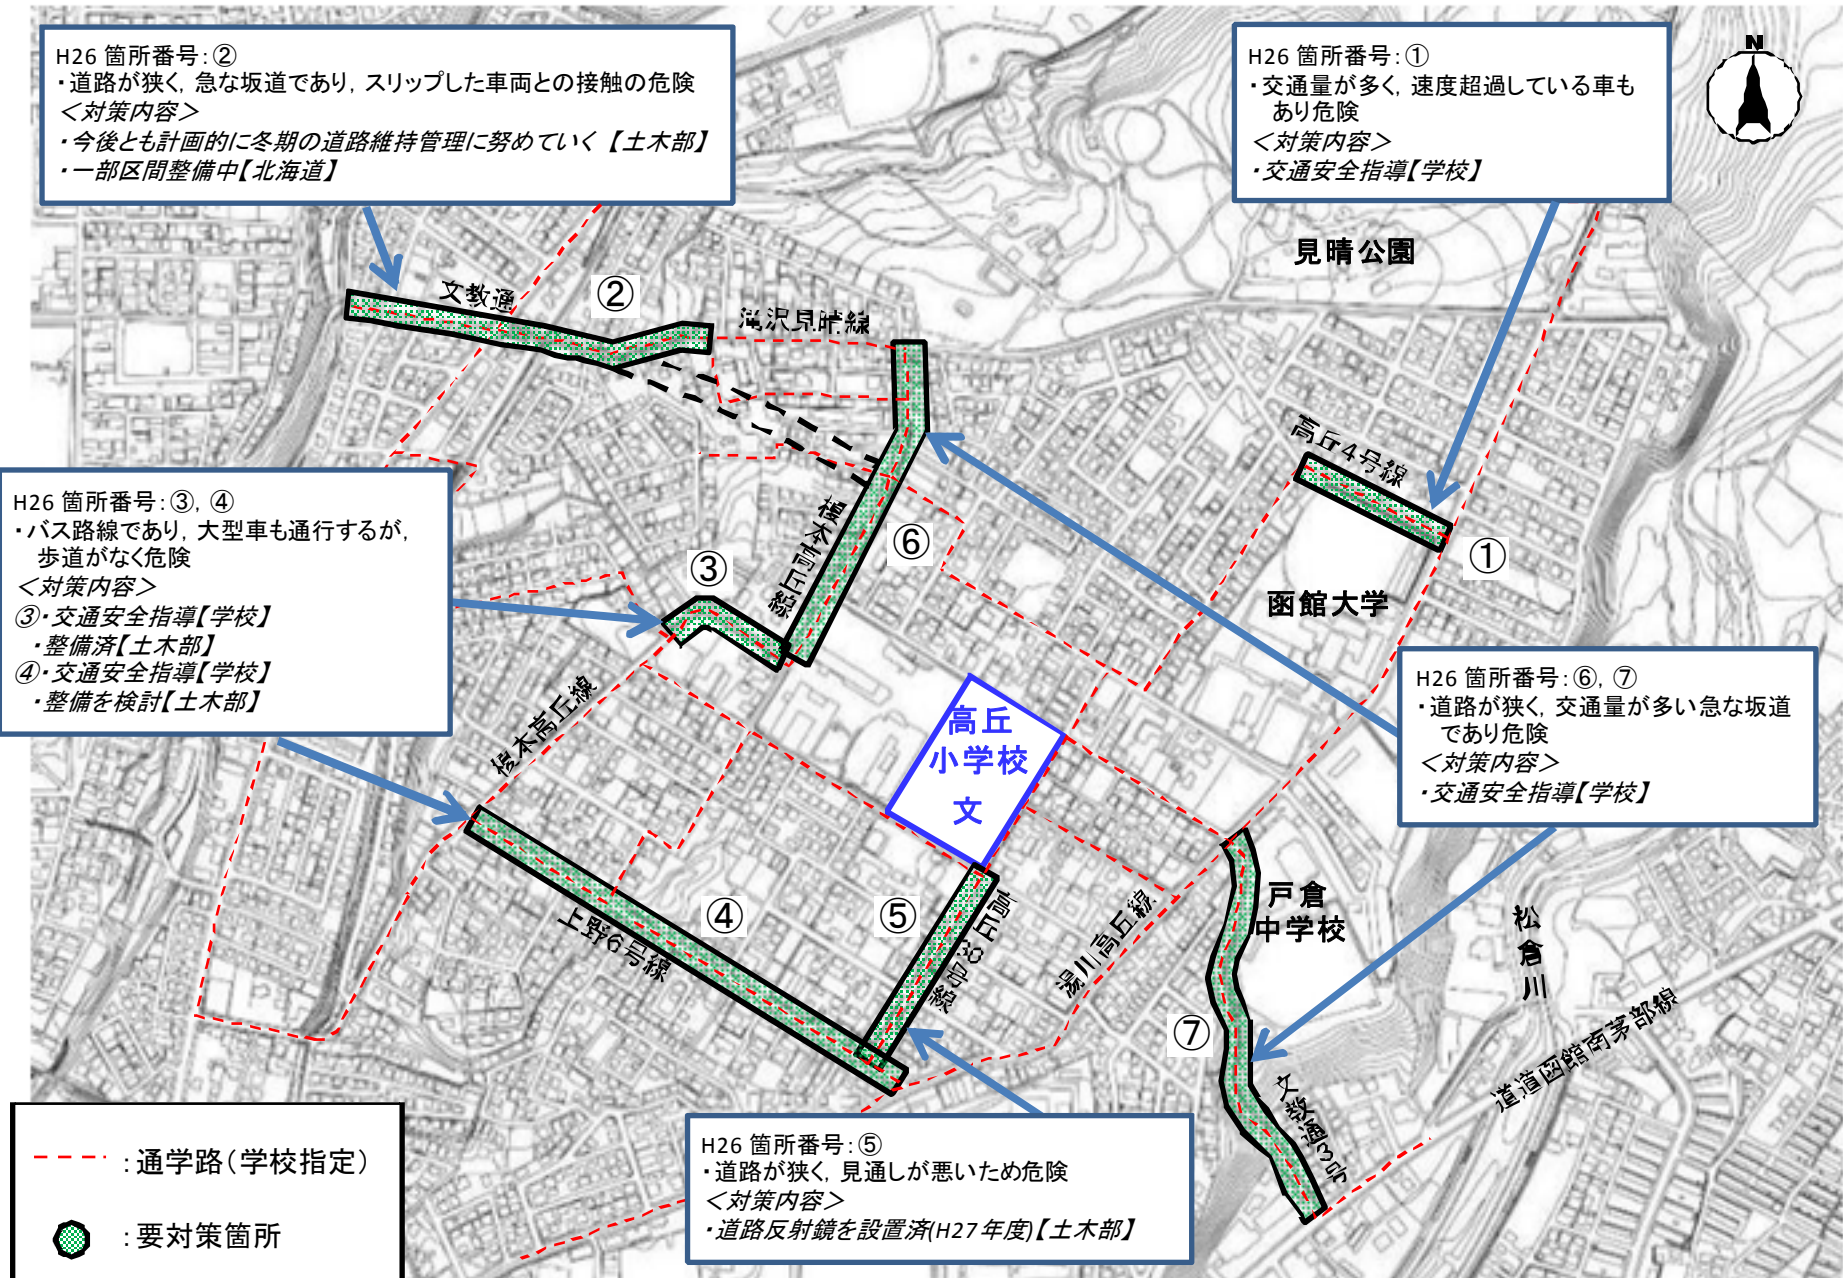 H26 箇所番号：②
・道路が狭く，急な坂道であり，スリップした車両との接触の危険
＜対策内容＞
・今後とも計画的に冬期の道路維持管理に努めていく【土木部】
・一部区間整備中【北海道】
H26 箇所番号：①
・交通量が多く，速度超過している車も
あり危険
＜対策内容＞
・交通安全指導【学校】
N
見晴公園
文教通
②
滝沢見晴線
高丘4号線
①
函館大学
H26 箇所番号：③，④
・バス路線であり，大型車も通行するが，
歩道がなく危険
＜対策内容＞
③・交通安全指導【学校】
・整備済【土木部】
④・交通安全指導【学校】
・整備を検討【土木部】
③
榎本高丘線
⑥
榎本高丘線
高丘
小学校
文
H26 箇所番号：⑥，⑦
・道路が狭く，交通量が多い急な坂道
であり危険
＜対策内容＞
・交通安全指導【学校】
④
上野6号線
⑤
湯川高丘線
戸倉
中学校
松倉川
⑦
道道函館南茅部線
文教通3号
H26 箇所番号：⑤
・道路が狭く，見通しが悪いため危険
＜対策内容＞
・道路反射鏡を設置済(H27年度)【土木部】
：通学路（学校指定）
：要対策箇所